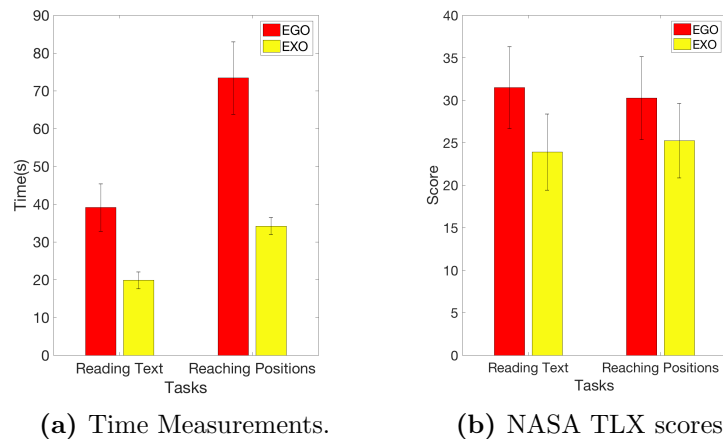 90
80
70
60
50
40
30
20
10
0
Time(s)
EGO
EXO
Reading Text Reaching Positions
Tasks
(a) Time Measurements.
40
35
30
25
20
15
10
5
0
Score
EGO
EXO
Reading Text Reaching Positions
Tasks
(b) NASA TLX scores